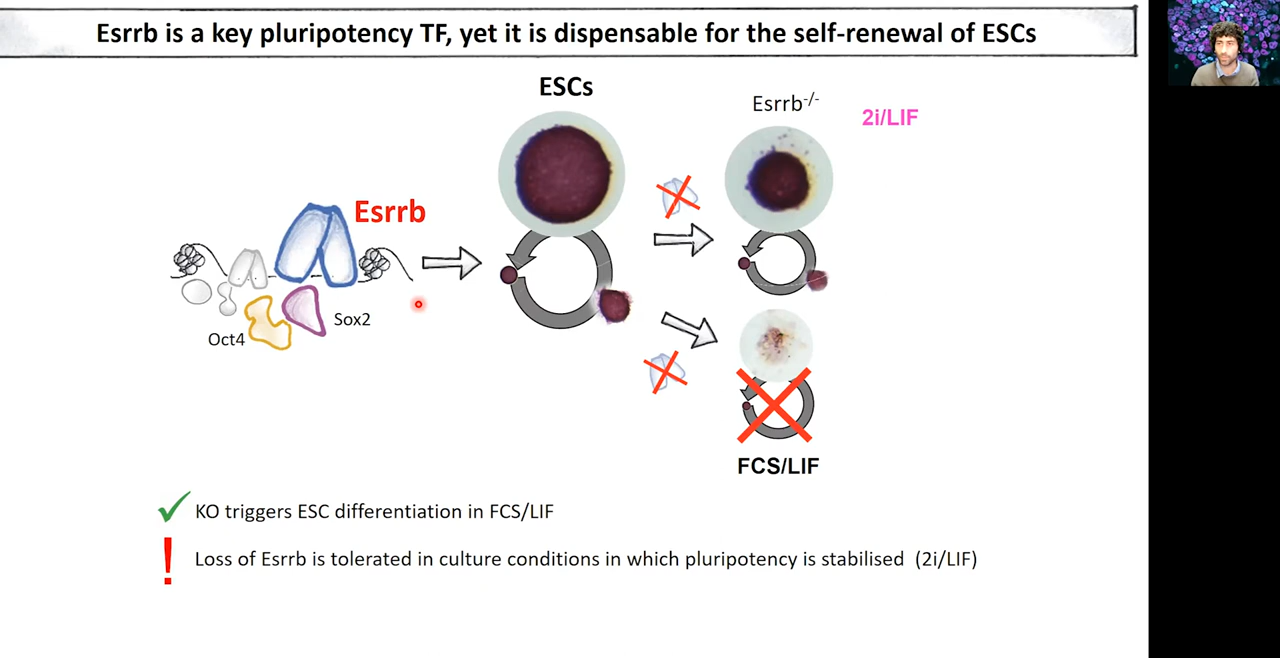 Esrrb is a key pluripotency TF, yet it is dispensable for the self-renewal of ESCs
ESCs
Esrrb-/-
2i/LIF
Esrrb
Sox2
Oct4
FCS/LIF
KO triggers ESC differentiation in FCS/LIF
Loss of Esrrb is tolerated in culture conditions in which pluripotency is stabilised (2i/LIF)